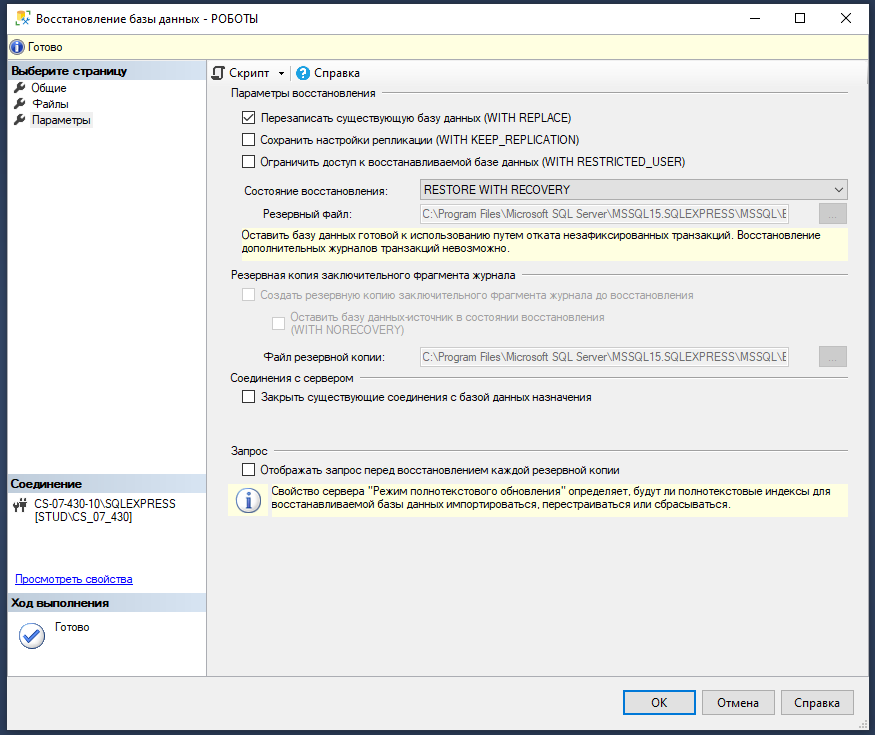 Восстановление базы данных - РОБОТЫ
Готово
Выберите страницу
Общие
Файлы
Параметры
Скрипт
Справка
Параметры восстановления
Перезаписать существующую базу данных (WITH REPLACE)
Сохранить настройки репликации (WITH KEEP_REPLICATION)
Ограничить доступ к восстанавливаемой базе данных (WITH RESTRICTED_USER)
Состояние восстановления:
RESTORE WITH RECOVERY
Резервный файл:
C:\Program Files\Microsoft SQL Server\MSSQL15.SQLEXPRESS\MSSQL\E
...
Оставить базу данных готовой к использованию путем отката незафиксированных транзакций. Восстановление
дополнительных журналов транзакций невозможно.
Резервная копия заключительного фрагмента журнала
Создать резервную копию заключительного фрагмента журнала до восстановления
Оставить базу данных-источник в состоянии восстановления
(WITH NORECOVERY)
Файл резервной копии:
C:\Program Files\Microsoft SQL Server\MSSQL15.SQLEXPRESS\MSSQL\E
...
Соединения с сервером
Закрыть существующие соединения с базой данных назначения
Запрос
Отображать запрос перед восстановлением каждой резервной копии
Свойство сервера "Режим полнотекстового обновления" определяет, будут ли полнотекстовые индексы для
восстанавливаемой базы данных импортироваться, перестраиваться или сбрасываться.
Соединение
CS-07-430-10\SQLEXPRESS
[STUD\CS_07_430]
Просмотреть свойства
Ход выполнения
Готово
ОК
Отмена
Справка